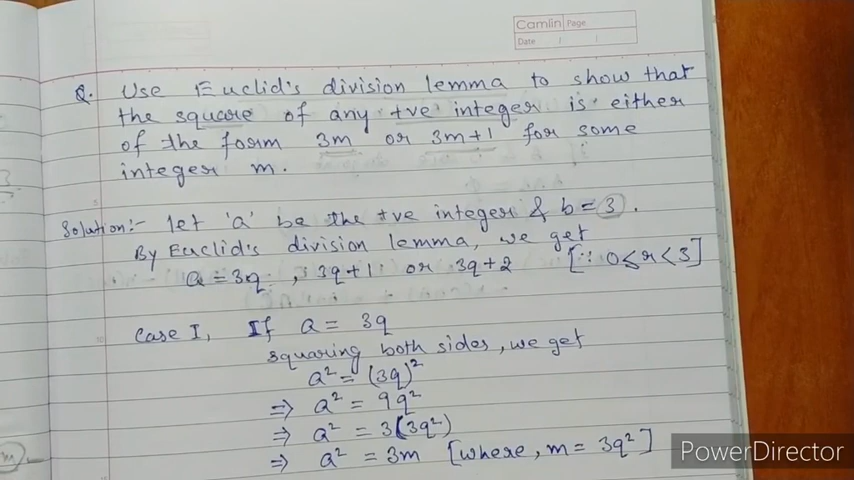 Camlin Page
Date / /
Q. Use Euclid's division lemma to show that
the square of any +ve integer is either
of the form 3m or 3m+1 for some
integer m.
Solution:- let 'a' be the +ve integer & b=3.
By Euclid's division lemma, we get
a = 3q, 3q+1 or 3q+2 [∵ 0≤r<3]
Case I, If a = 3q
squaring both sides, we get
a² = (3q)²
⇒ a² = 9q²
⇒ a² = 3(3q²)
⇒ a² = 3m [where, m = 3q²]
PowerDirector